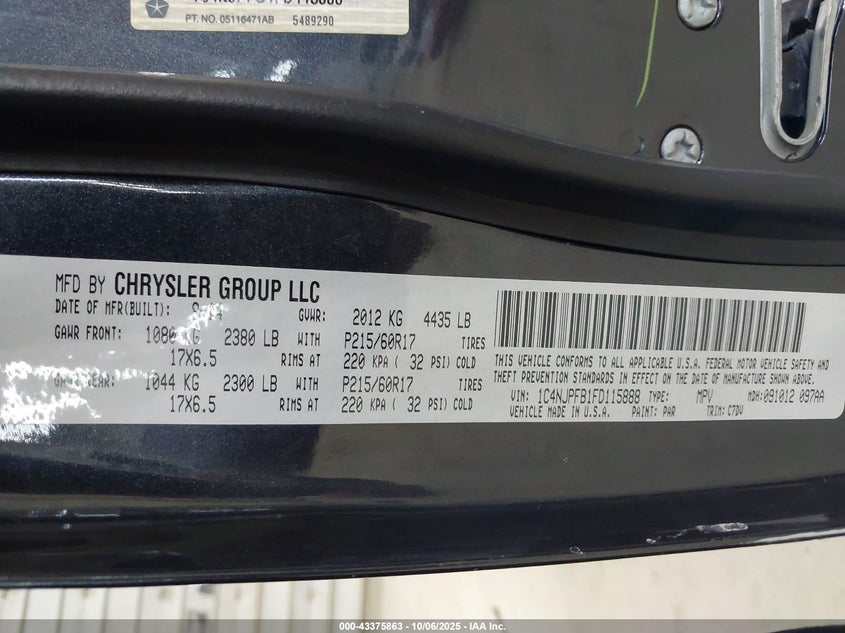 PT. NO. 05116471AB 5489290
MFD BY CHRYSLER GROUP LLC
DATE OF MFR(BUILT): GVWR: 2012 KG 4435 LB
GAWR FRONT: 1080 KG 2380 LB WITH P215/60R17 TIRES
17X6.5 RIMS AT 220 KPA ( 32 PSI) COLD
GAWR REAR: 1044 KG 2300 LB WITH P215/60R17 TIRES
17X6.5 RIMS AT 220 KPA ( 32 PSI) COLD
THIS VEHICLE CONFORMS TO ALL APPLICABLE U.S.A. FEDERAL MOTOR VEHICLE SAFETY AND
THEFT PREVENTION STANDARDS IN EFFECT ON THE DATE OF MANUFACTURE SHOWN ABOVE.
VIN: 1C4NJPFB1FD115888 TYPE: MPV MDH:091012 097AA
VEHICLE MADE IN U.S.A. PAINT: PAR TRIM: C7DV
000-43375863 - 10/06/2025 - IAA Inc.